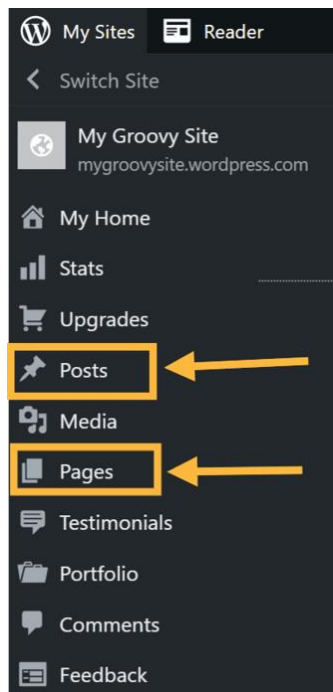 My Sites Reader
Switch Site
My Groovy Site
mygroovysite.wordpress.com
My Home
Stats
Upgrades
Posts
Media
Pages
Testimonials
Portfolio
Comments
Feedback